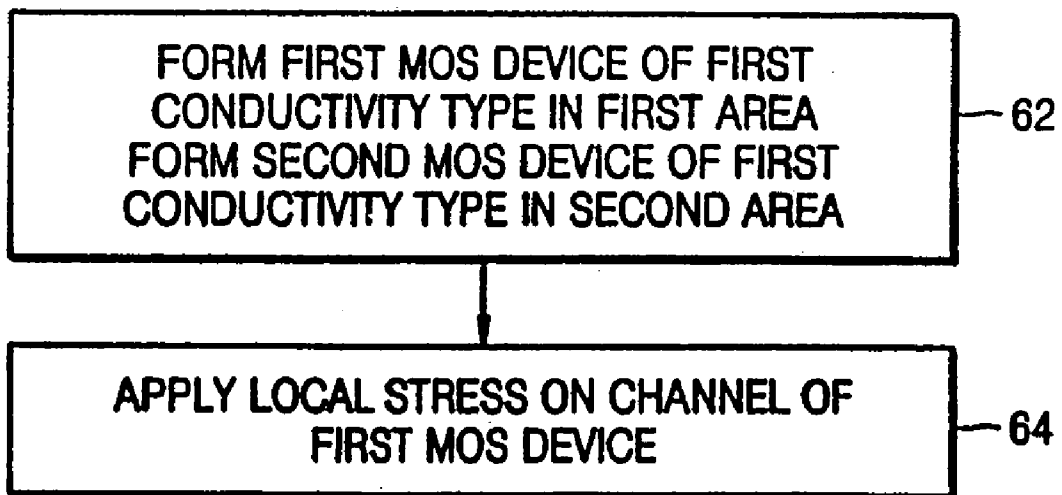 FORM FIRST MOS DEVICE OF FIRST
CONDUCTIVITY TYPE IN FIRST AREA
FORM SECOND MOS DEVICE OF FIRST
CONDUCTIVITY TYPE IN SECOND AREA
62
APPLY LOCAL STRESS ON CHANNEL OF
FIRST MOS DEVICE
64